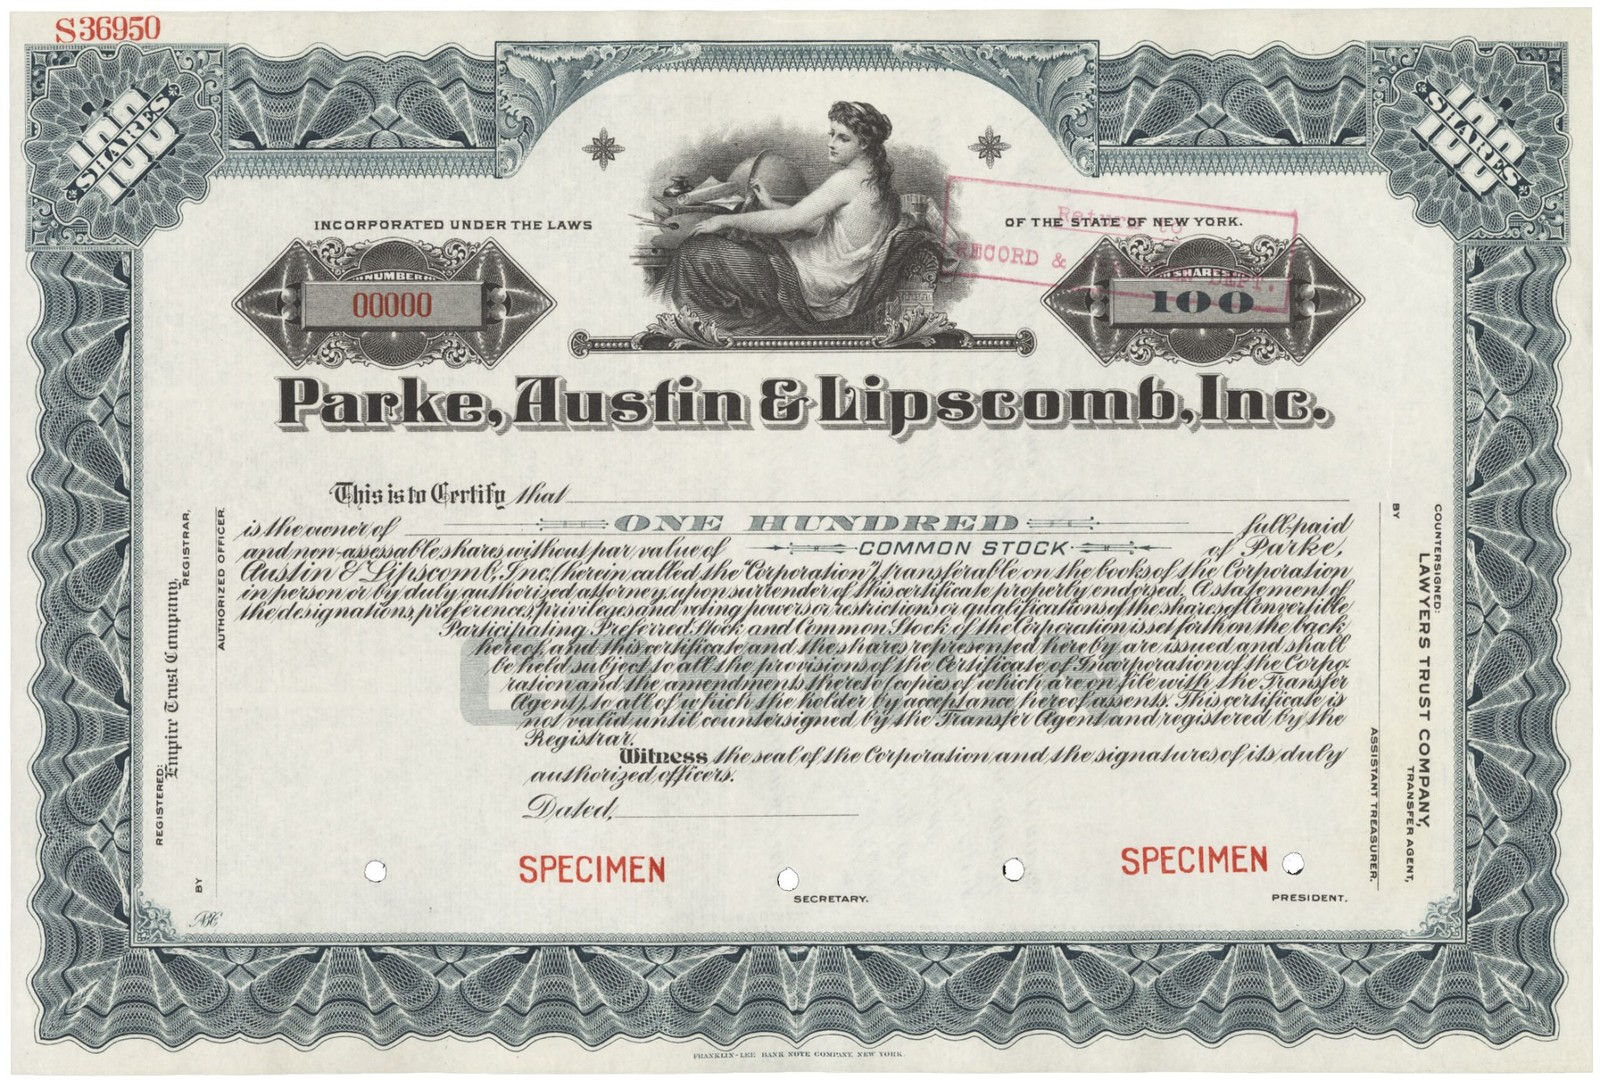 S36950
100
SHARES
100
SHARES
INCORPORATED UNDER THE LAWS
OF THE STATE OF NEW YORK.
Return to
RECORD &
DEPT.
NUMBER
00000
SHARES
100
Parke, Austin & Lipscomb, Inc.
This is to Certify that
is the owner of ONE HUNDRED full-paid
and non-assessable shares without par value of COMMON STOCK of Parke,
Austin & Lipscomb, Inc. (herein called the "Corporation"), transferable on the books of the Corporation
in person or by duly authorized attorney, upon surrender of this certificate properly endorsed. A statement of
the designations, preferences, privileges and voting powers or restrictions or qualifications of the shares of Convertible
Participating Preferred Stock and Common Stock of the Corporation is set forth on the back
hereof, and this certificate and the shares represented hereby are issued and shall
be held subject to all the provisions of the Certificate of Incorporation of the Corpo-
ration and the amendments thereto (copies of which are on file with the Transfer
Agent), to all of which the holder by acceptance hereof assents. This certificate is
not valid until countersigned by the Transfer Agent and registered by the
Registrar.
Witness the seal of the Corporation and the signatures of its duly
authorized officers.
Dated,
SPECIMEN
SPECIMEN
SECRETARY.
PRESIDENT.
REGISTERED:
Empire Trust Company,
REGISTRAR,
BY
AUTHORIZED OFFICER.
COUNTERSIGNED:
LAWYERS TRUST COMPANY,
TRANSFER AGENT,
BY
ASSISTANT TREASURER.
FRANKLIN-LEE BANK NOTE COMPANY, NEW YORK.